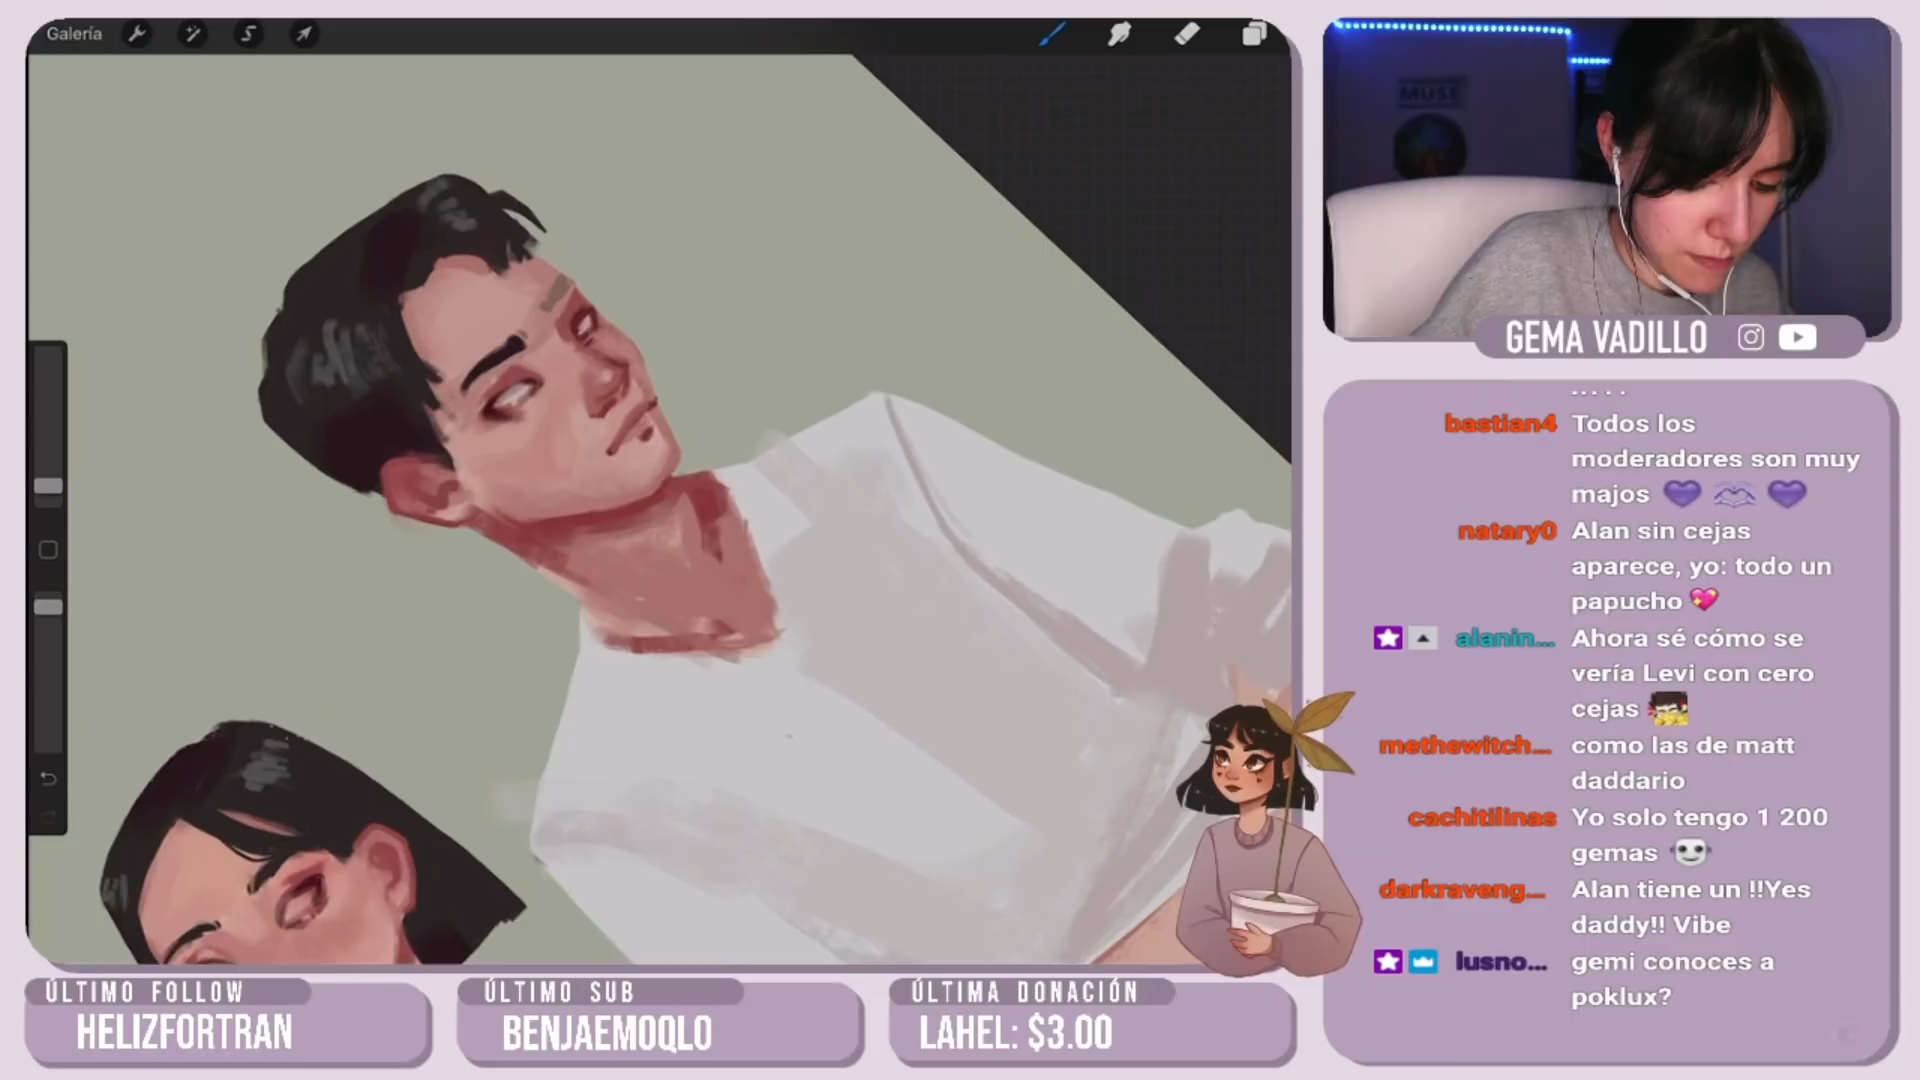 Galería
MUSE
GEMA VADILLO
bastian4 Todos los
moderadores son muy
majos
natary0 Alan sin cejas
aparece, yo: todo un
papucho
alanin... Ahora sé cómo se
vería Levi con cero
cejas
methewitch... como las de matt
daddario
cachitilinas Yo solo tengo 1 200
gemas
darkraveng... Alan tiene un !!Yes
daddy!! Vibe
lusno... gemi conoces a
poklux?
ÚLTIMO FOLLOW
HELIZFORTRAN
ÚLTIMO SUB
BENJAEMOQLO
ÚLTIMA DONACIÓN
LAHEL: $3.00